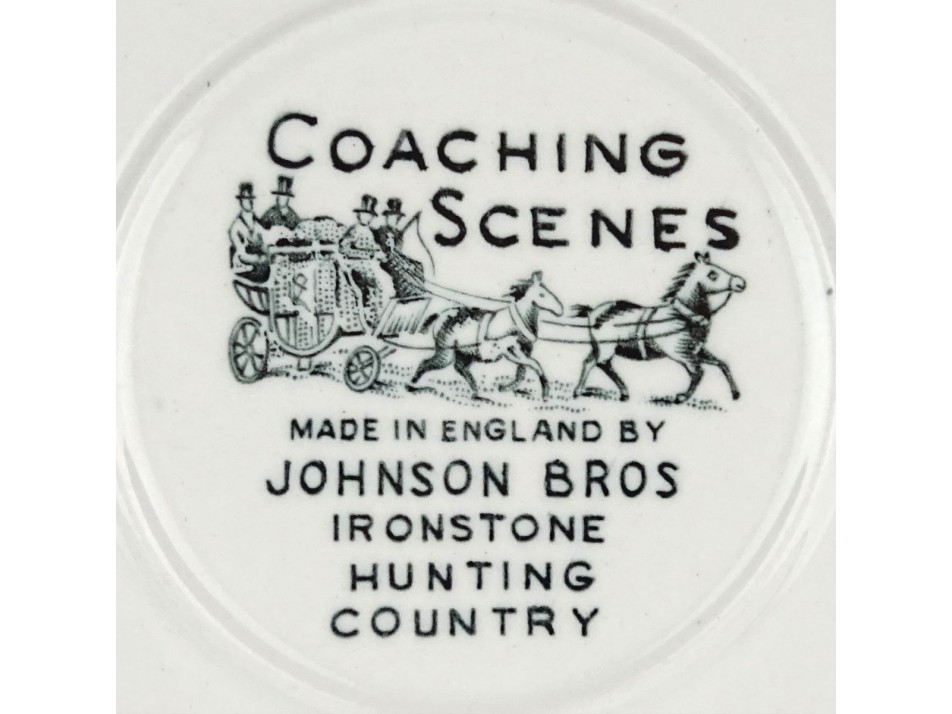 COACHING
SCENES
MADE IN ENGLAND BY
JOHNSON BROS
IRONSTONE
HUNTING
COUNTRY